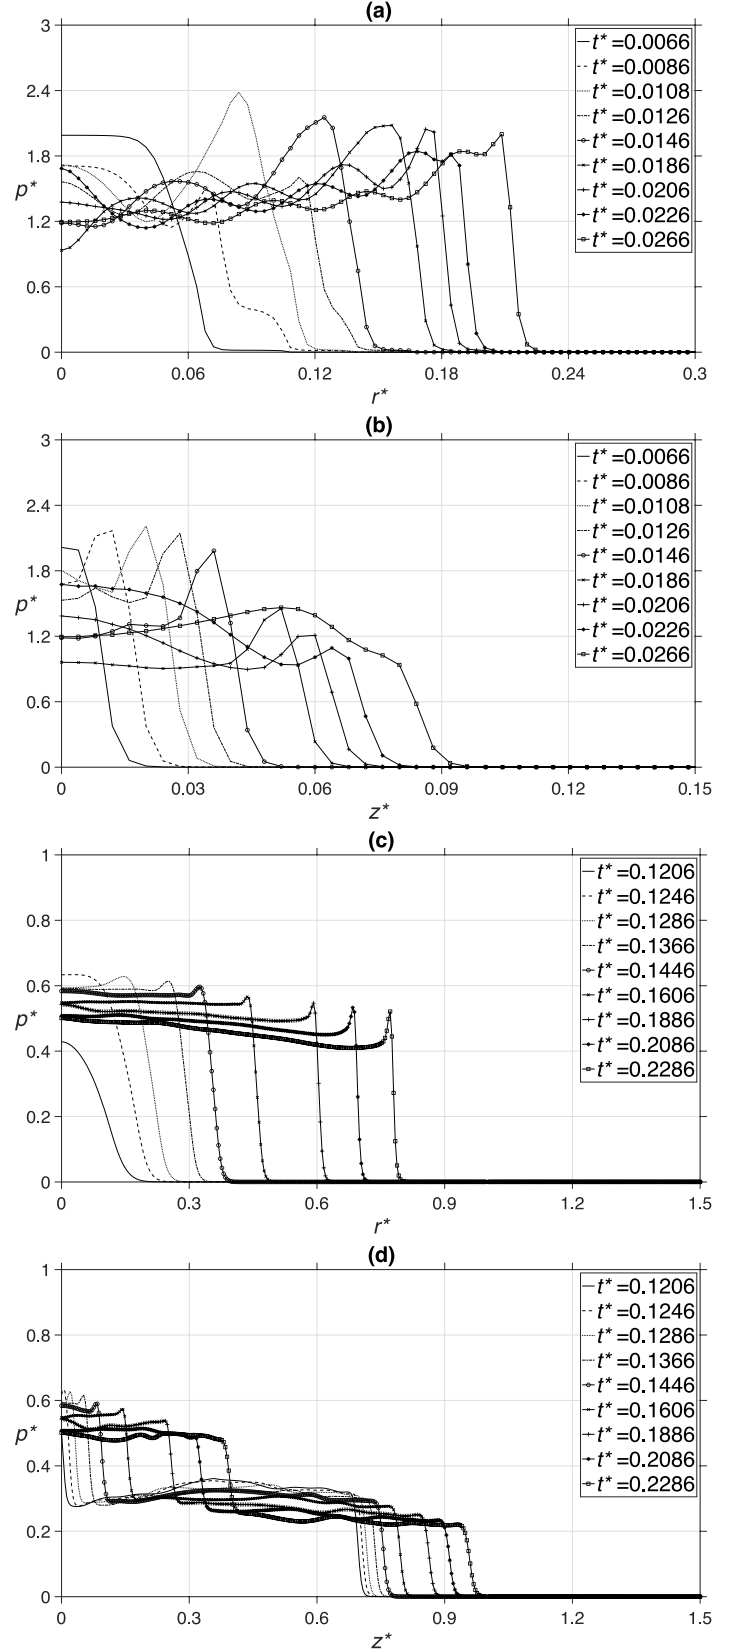 (a)
3
2.4
1.8
1.2
0.6
0
p*
0
0.06
0.12
0.18
0.24
0.3
r*
t* =0.0066
t* =0.0086
t* =0.0108
t* =0.0126
t* =0.0146
t* =0.0186
t* =0.0206
t* =0.0226
t* =0.0266
(b)
3
2.4
1.8
1.2
0.6
0
p*
0
0.03
0.06
0.09
0.12
0.15
z*
t* =0.0066
t* =0.0086
t* =0.0108
t* =0.0126
t* =0.0146
t* =0.0186
t* =0.0206
t* =0.0226
t* =0.0266
(c)
1
0.8
0.6
0.4
0.2
0
p*
0
0.3
0.6
0.9
1.2
1.5
r*
t* =0.1206
t* =0.1246
t* =0.1286
t* =0.1366
t* =0.1446
t* =0.1606
t* =0.1886
t* =0.2086
t* =0.2286
(d)
1
0.8
0.6
0.4
0.2
0
p*
0
0.3
0.6
0.9
1.2
1.5
z*
t* =0.1206
t* =0.1246
t* =0.1286
t* =0.1366
t* =0.1446
t* =0.1606
t* =0.1886
t* =0.2086
t* =0.2286